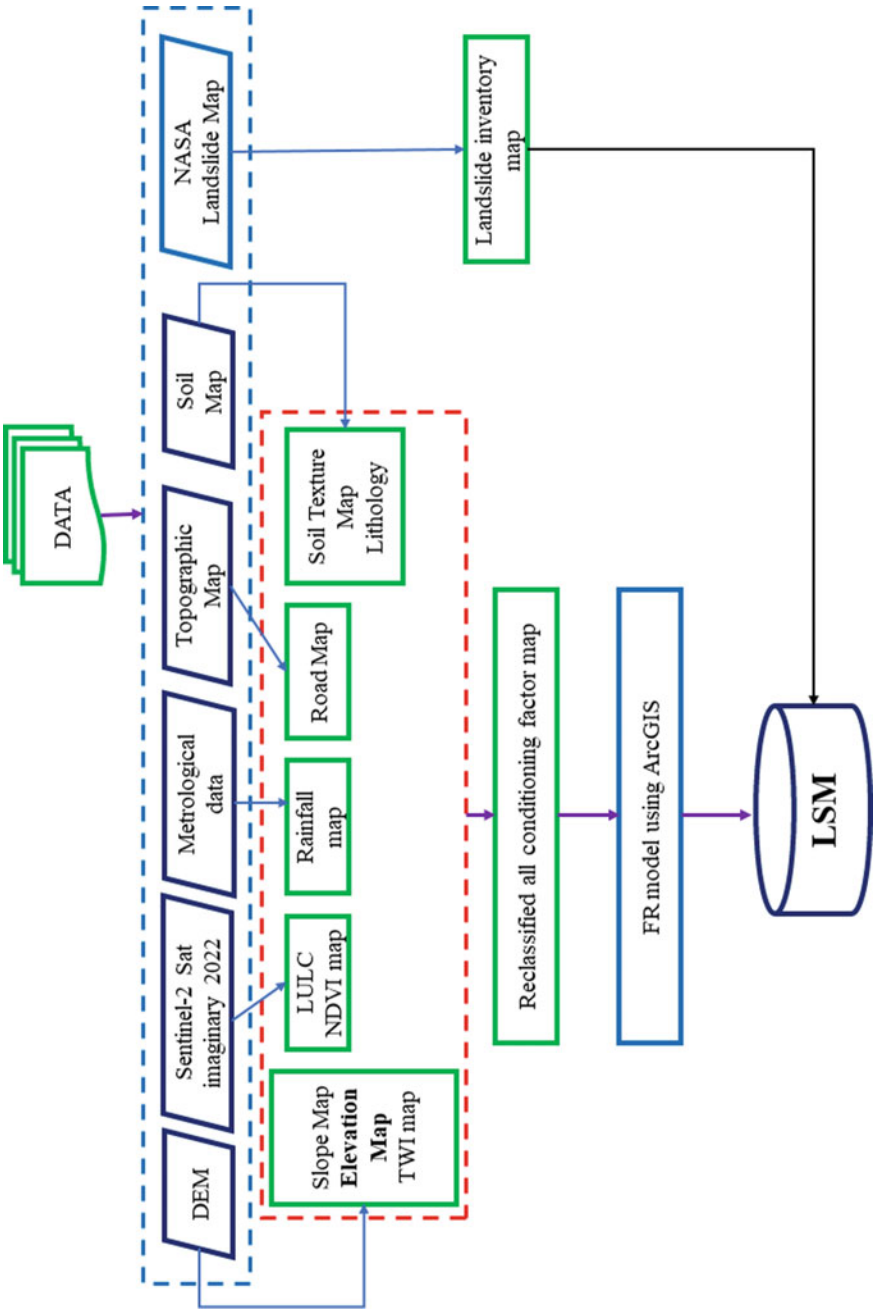 DATA
DEM
Sentinel-2 Sat
imaginary 2022
Metrological
data
Topographic
Map
Soil
Map
NASA
Landslide Map
Slope Map
Elevation
Map
TWI map
LULC
NDVI map
Rainfall
map
Road Map
Soil Texture
Map
Lithology
Landslide inventory
map
Reclassified all conditioning factor map
FR model using ArcGIS
LSM